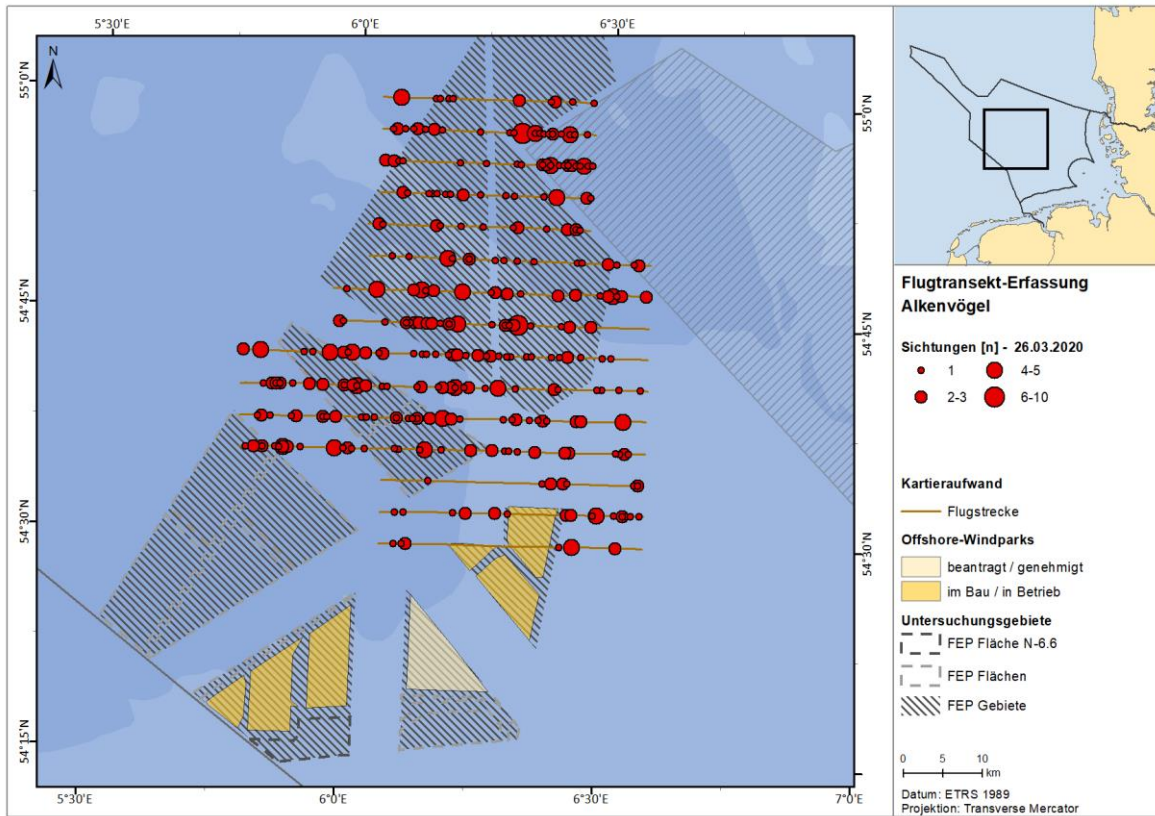 5°30'E
6°0'E
6°30'E
N
55°0'N
55°0'N
54°45'N
54°45'N
54°30'N
54°30'N
54°15'N
5°30'E
6°0'E
6°30'E
7°0'E
Flugtransekt-Erfassung
Alkenvögel
Sichtungen [n] - 26.03.2020
1
4-5
2-3
6-10
Kartieraufwand
Flugstrecke
Offshore-Windparks
beantragt / genehmigt
im Bau / in Betrieb
Untersuchungsgebiete
FEP Fläche N-6.6
FEP Flächen
FEP Gebiete
0 5 10
km
Datum: ETRS 1989
Projektion: Transverse Mercator